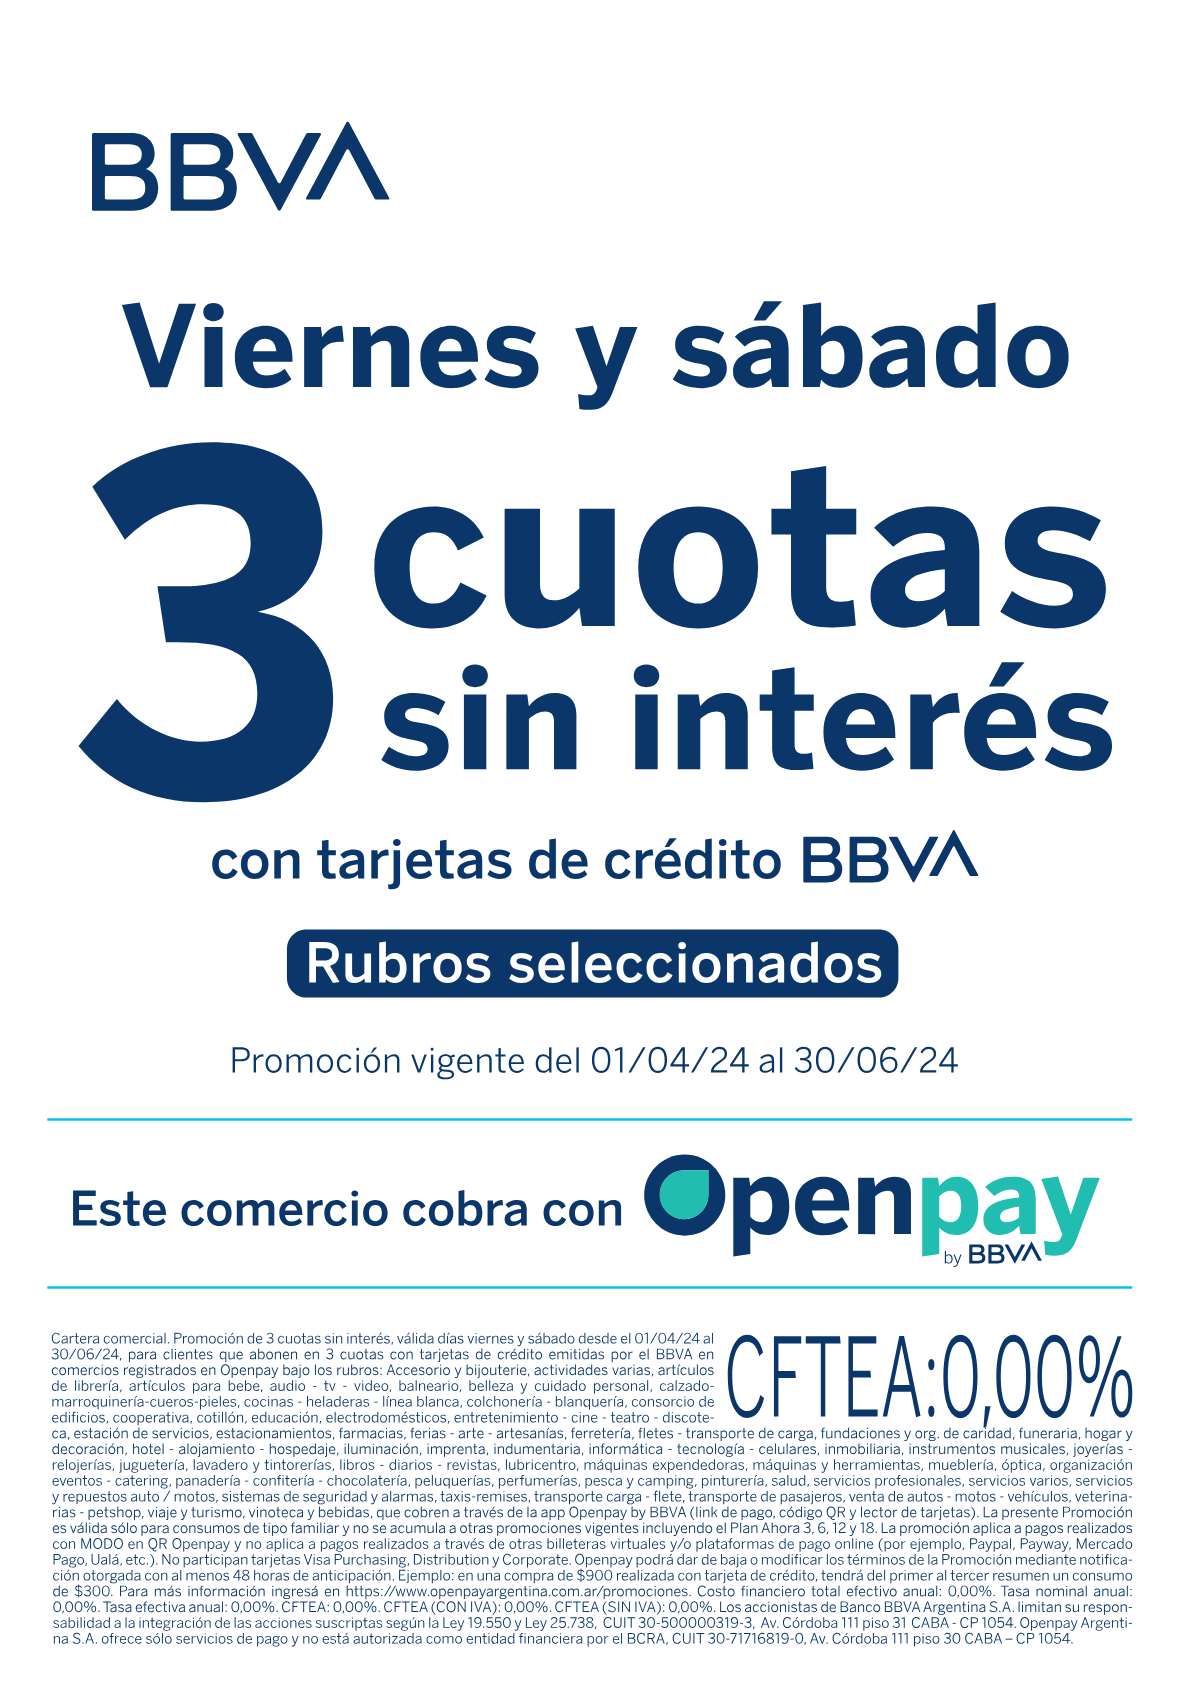 BBVA
Viernes y sábado
3 cuotas
sin interés
con tarjetas de crédito BBVA
Rubros seleccionados
Promoción vigente del 01/04/24 al 30/06/24
Este comercio cobra con Openpay
by BBVA
CFTEA:0,00%
Cartera comercial. Promoción de 3 cuotas sin interés, válida días viernes y sábado desde el 01/04/24 al
30/06/24, para clientes que abonen en 3 cuotas con tarjetas de crédito emitidas por el BBVA en
comercios registrados en Openpay bajo los rubros: Accesorio y bijouterie, actividades varias, artículos
de librería, artículos para bebe, audio - tv - video, balneario, belleza y cuidado personal, calzado-
marroquinería-cueros-pieles, cocinas - heladeras - línea blanca, colchonería - blanquería, consorcio de
edificios, cooperativa, cotillón, educación, electrodomésticos, entretenimiento - cine - teatro - discote-
ca, estación de servicios, estacionamientos, farmacias, ferias - arte - artesanías, ferretería, fletes - transporte de carga, fundaciones y org. de caridad, funeraria, hogar y
decoración, hotel - alojamiento - hospedaje, iluminación, imprenta, indumentaria, informática - tecnología - celulares, inmobiliaria, instrumentos musicales, joyerías -
relojerías, juguetería, lavadero y tintorerías, libros - diarios - revistas, lubricentro, máquinas expendedoras, máquinas y herramientas, mueblería, óptica, organización
eventos - catering, panadería - confitería - chocolatería, peluquerías, perfumerías, pesca y camping, pinturería, salud, servicios profesionales, servicios varios, servicios
y repuestos auto / motos, sistemas de seguridad y alarmas, taxis-remises, transporte carga - flete, transporte de pasajeros, venta de autos - motos - vehículos, veterina-
rias - petshop, viaje y turismo, vinoteca y bebidas, que cobren a través de la app Openpay by BBVA (link de pago, código QR y lector de tarjetas). La presente Promoción
es válida sólo para consumos de tipo familiar y no se acumula a otras promociones vigentes incluyendo el Plan Ahora 3, 6, 12 y 18. La promoción aplica a pagos realizados
con MODO en QR Openpay y no aplica a pagos realizados a través de otras billeteras virtuales y/o plataformas de pago online (por ejemplo, Paypal, Payway, Mercado
Pago, Ualá, etc.). No participan tarjetas Visa Purchasing, Distribution y Corporate. Openpay podrá dar de baja o modificar los términos de la Promoción mediante notifica-
ción otorgada con al menos 48 horas de anticipación. Ejemplo: en una compra de $900 realizada con tarjeta de crédito, tendrá del primer al tercer resumen un consumo
de $300. Para más información ingresá en https://www.openpayargentina.com.ar/promociones. Costo financiero total efectivo anual: 0,00%. Tasa nominal anual:
0,00%. Tasa efectiva anual: 0,00%. CFTEA: 0,00%. CFTEA (CON IVA): 0,00%. CFTEA (SIN IVA): 0,00%. Los accionistas de Banco BBVA Argentina S.A. limitan su respon-
sabilidad a la integración de las acciones suscriptas según la Ley 19.550 y Ley 25.738, CUIT 30-500000319-3, Av. Córdoba 111 piso 31 CABA - CP 1054. Openpay Argenti-
na S.A. ofrece sólo servicios de pago y no está autorizada como entidad financiera por el BCRA, CUIT 30-71716819-0, Av. Córdoba 111 piso 30 CABA – CP 1054.